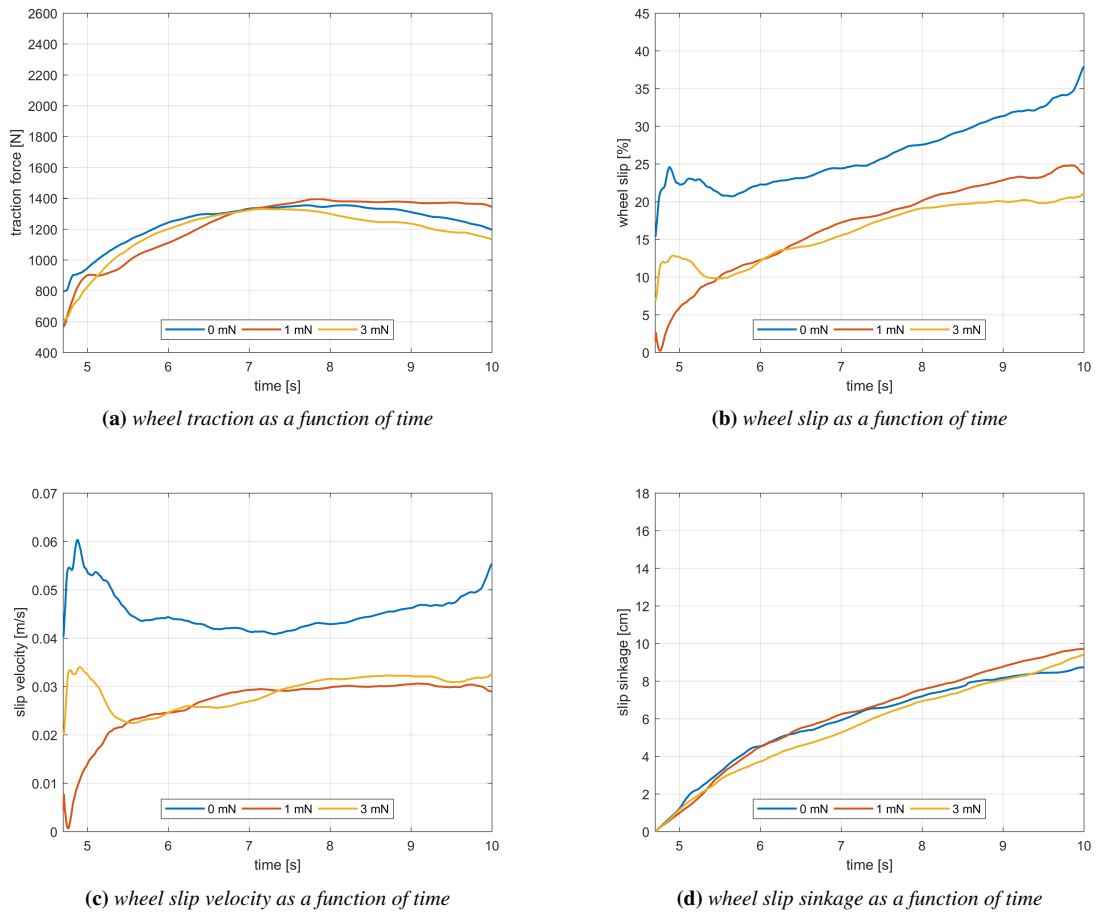 2600
2400
2200
2000
1800
1600
1400
1200
1000
800
600
400
traction force [N]
0 mN 1 mN 3 mN
5 6 7 8 9 10
time [s]
(a) wheel traction as a function of time
45
40
35
30
25
20
15
10
5
0
wheel slip [%]
0 mN 1 mN 3 mN
5 6 7 8 9 10
time [s]
(b) wheel slip as a function of time
0.07
0.06
0.05
0.04
0.03
0.02
0.01
0
slip velocity [m/s]
0 mN 1 mN 3 mN
5 6 7 8 9 10
time [s]
(c) wheel slip velocity as a function of time
18
16
14
12
10
8
6
4
2
0
slip sinkage [cm]
0 mN 1 mN 3 mN
5 6 7 8 9 10
time [s]
(d) wheel slip sinkage as a function of time